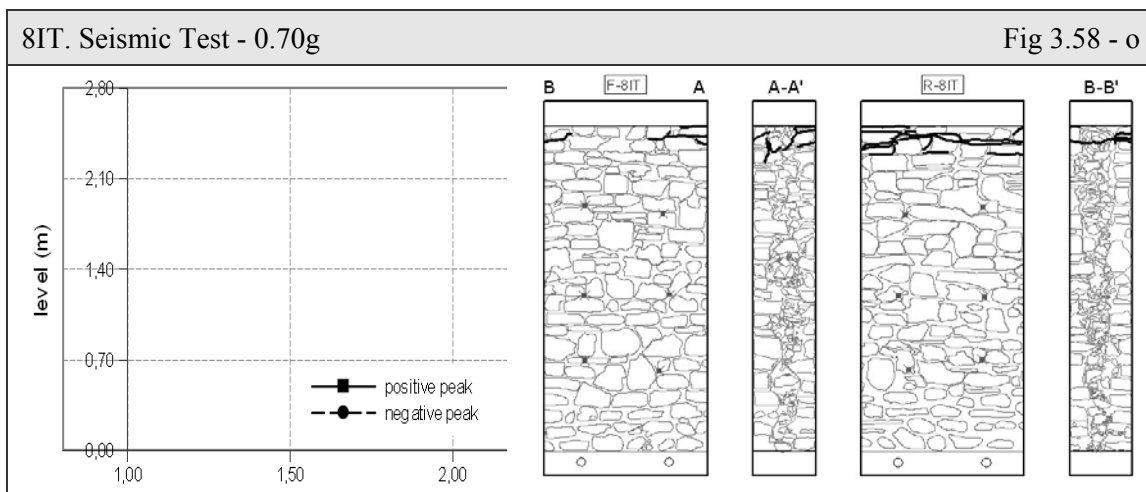 8IT. Seismic Test - 0.70g Fig 3.58 - o
2,80
2,10
1,40
0,70
0,00
level (m)
1,00 1,50 2,00
positive peak
negative peak
B F-8IT A A-A' R-8IT B-B'